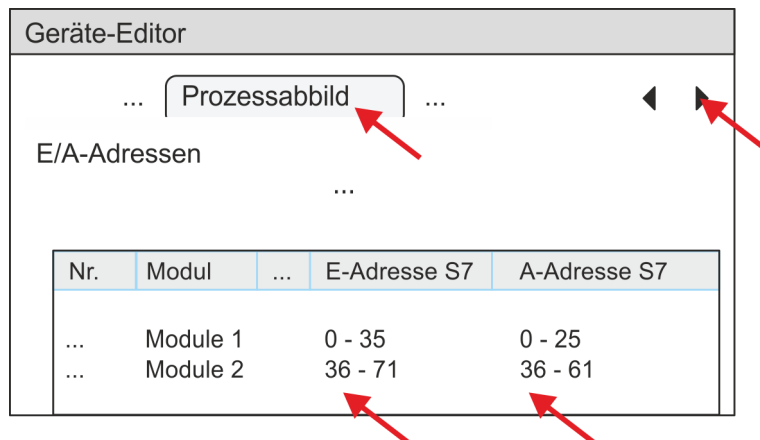 Geräte-Editor
... Prozessabbild ...
E/A-Adressen
...
Nr. Modul ... E-Adresse S7 A-Adresse S7
... Module 1 0 - 35 0 - 25
... Module 2 36 - 71 36 - 61